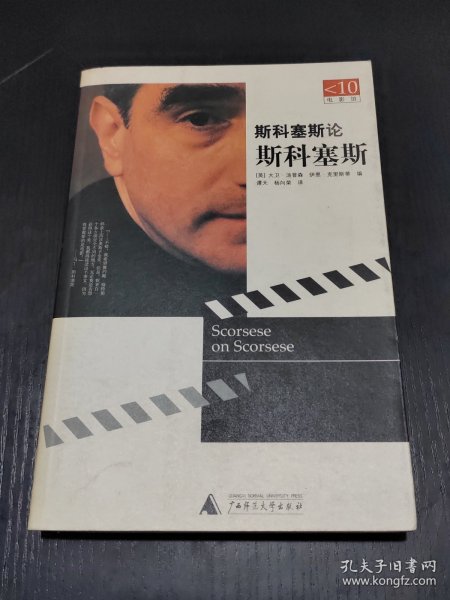 <10
电影馆
斯科塞斯论
斯科塞斯
[英] 大卫·汤普森 伊恩·克里斯蒂 编
谭天 杨向荣 译
Scorsese
on Scorsese
GUANGXI NORMAL UNIVERSITY PRESS
广西师范大学出版社
孔夫子旧书网
www.kongfz.com